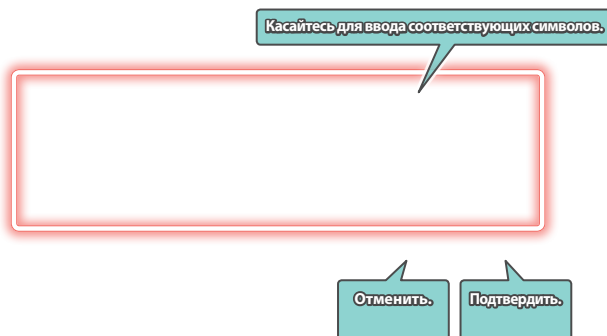 Касайтесь для ввода соответствующих символов.
Отменить.
Подтвердить.